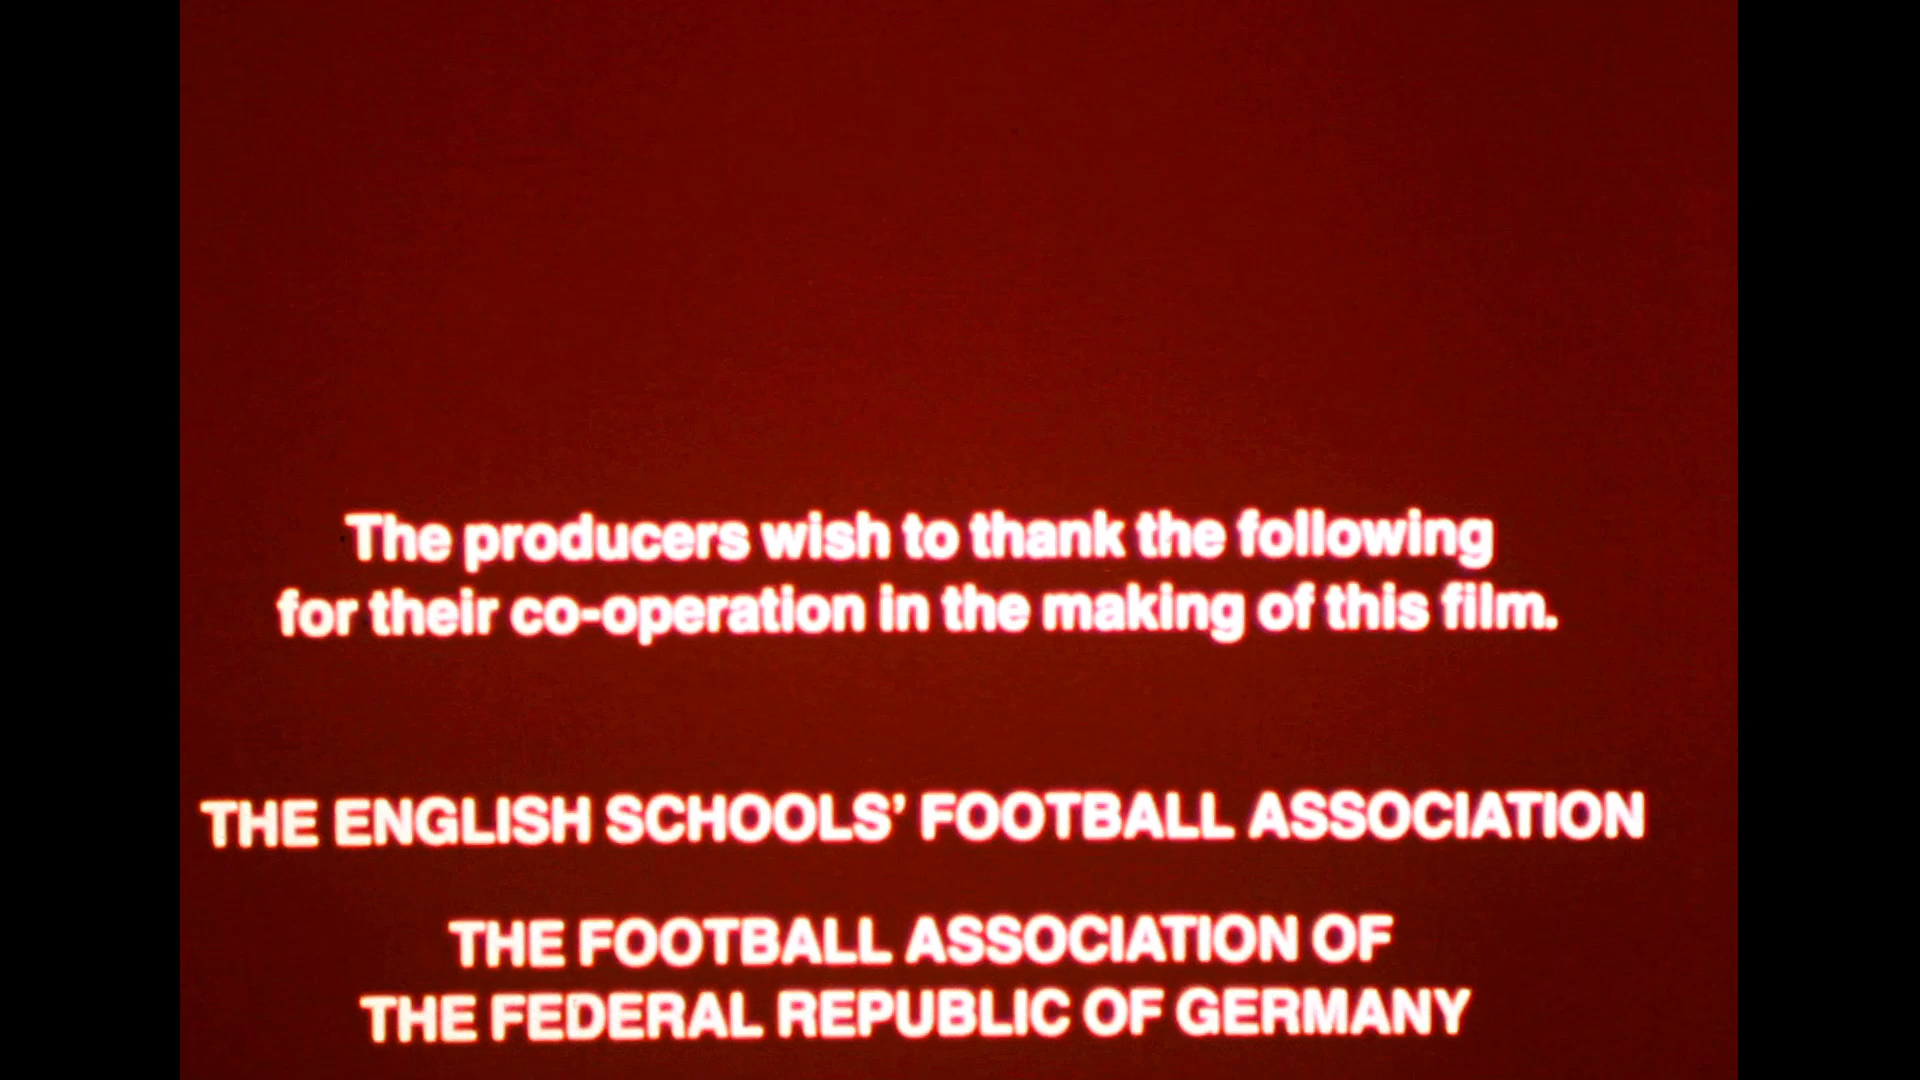 The producers wish to thank the following
for their co-operation in the making of this film.
THE ENGLISH SCHOOLS’ FOOTBALL ASSOCIATION
THE FOOTBALL ASSOCIATION OF
THE FEDERAL REPUBLIC OF GERMANY